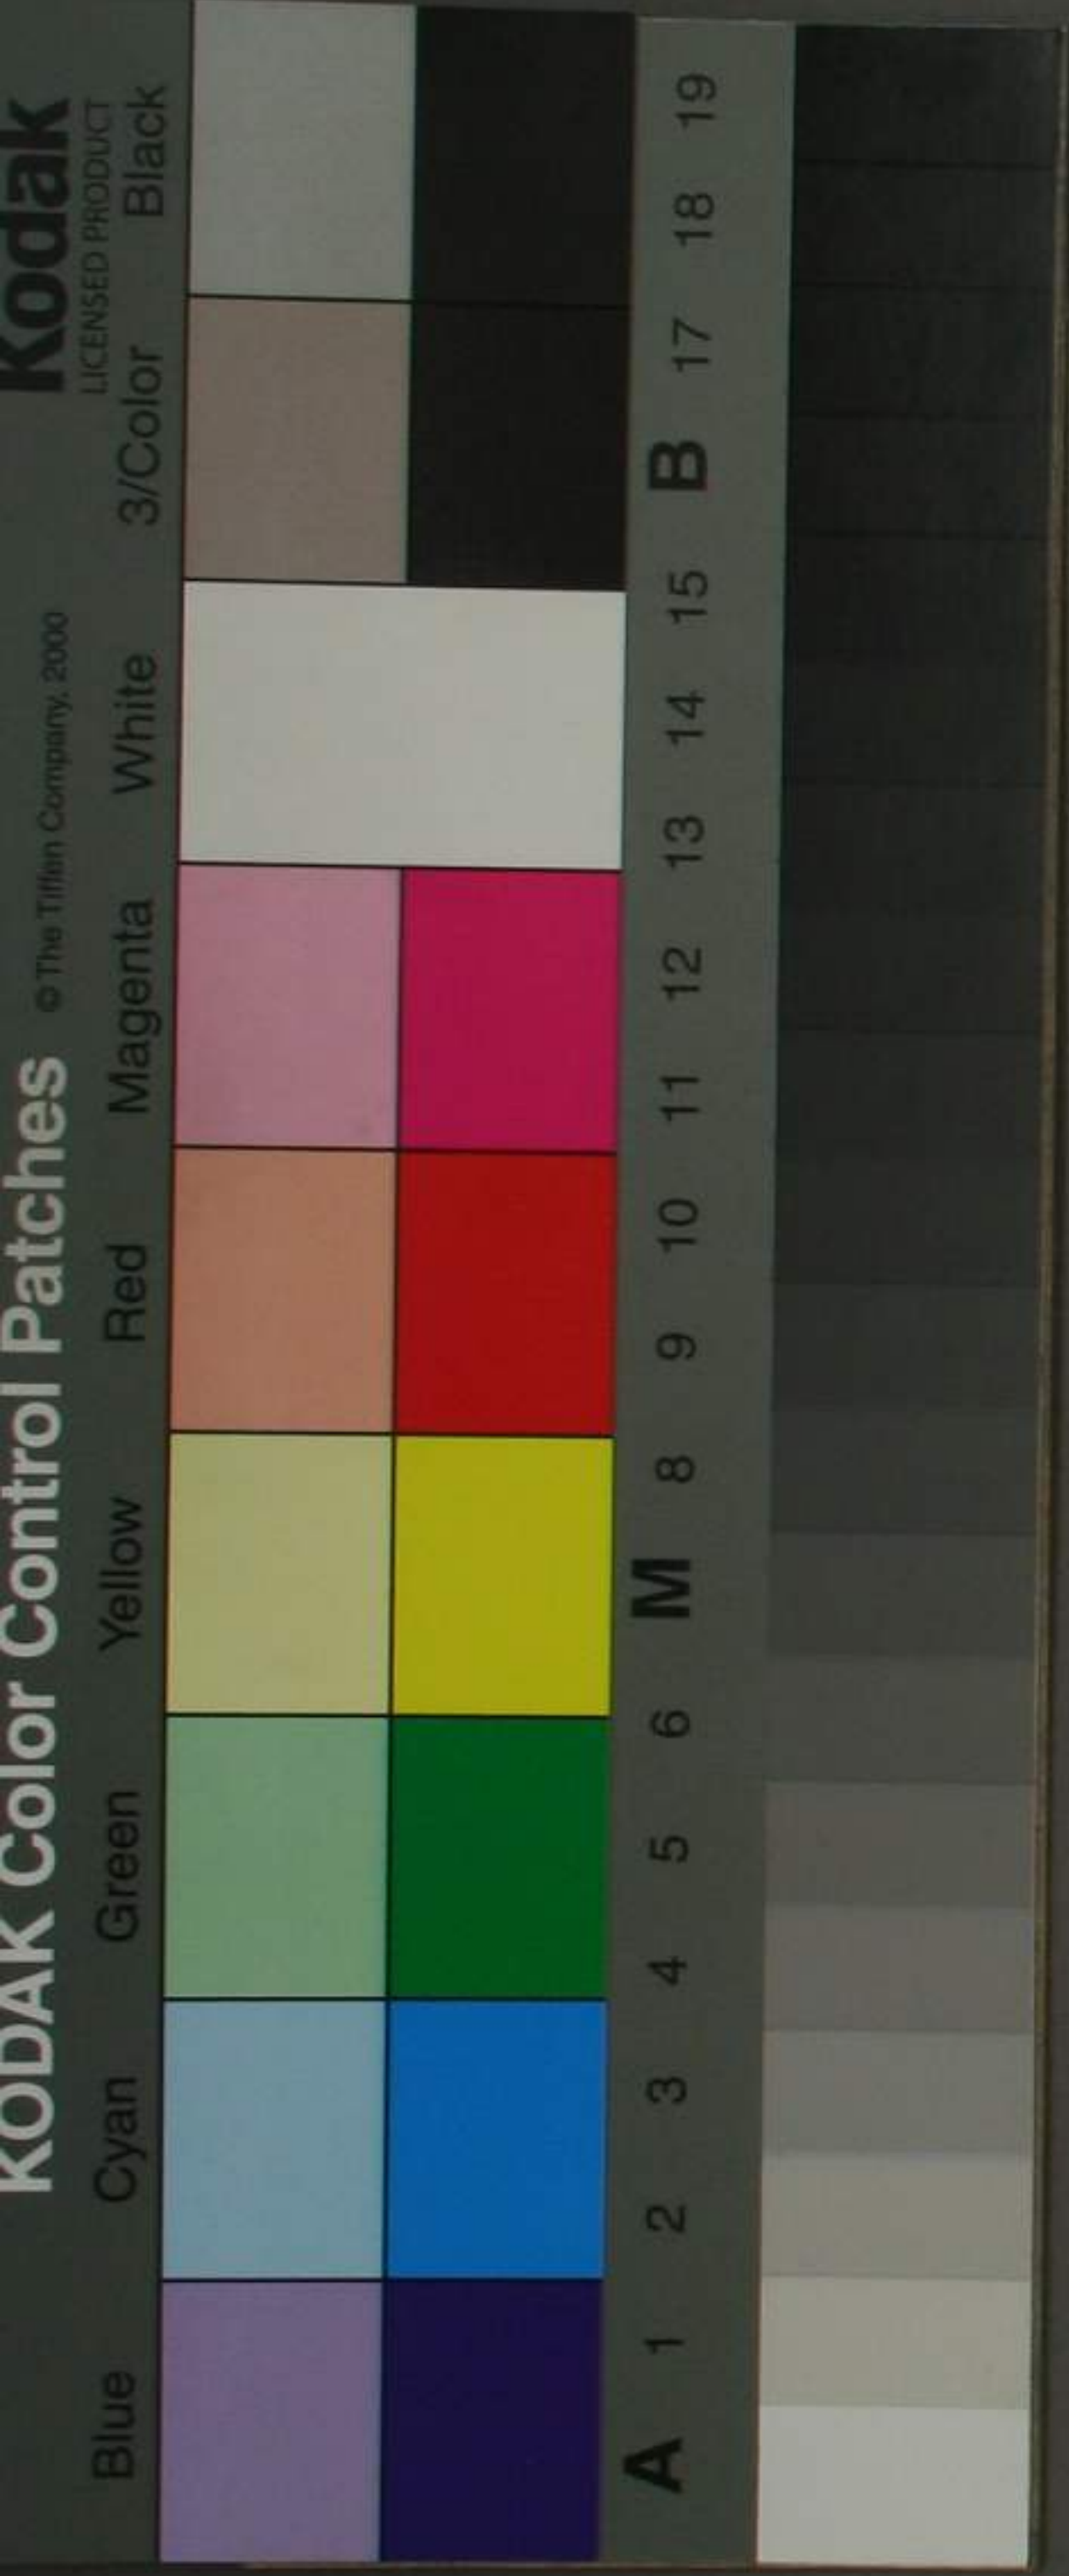 KODAK Color Control Patches © The Tiffen Company, 2000 Kodak
LICENSED PRODUCT
Blue Cyan Green Yellow Red Magenta White 3/Color Black
A 1 2 3 4 5 6 M 8 9 10 11 12 13 14 15 B 17 18 19